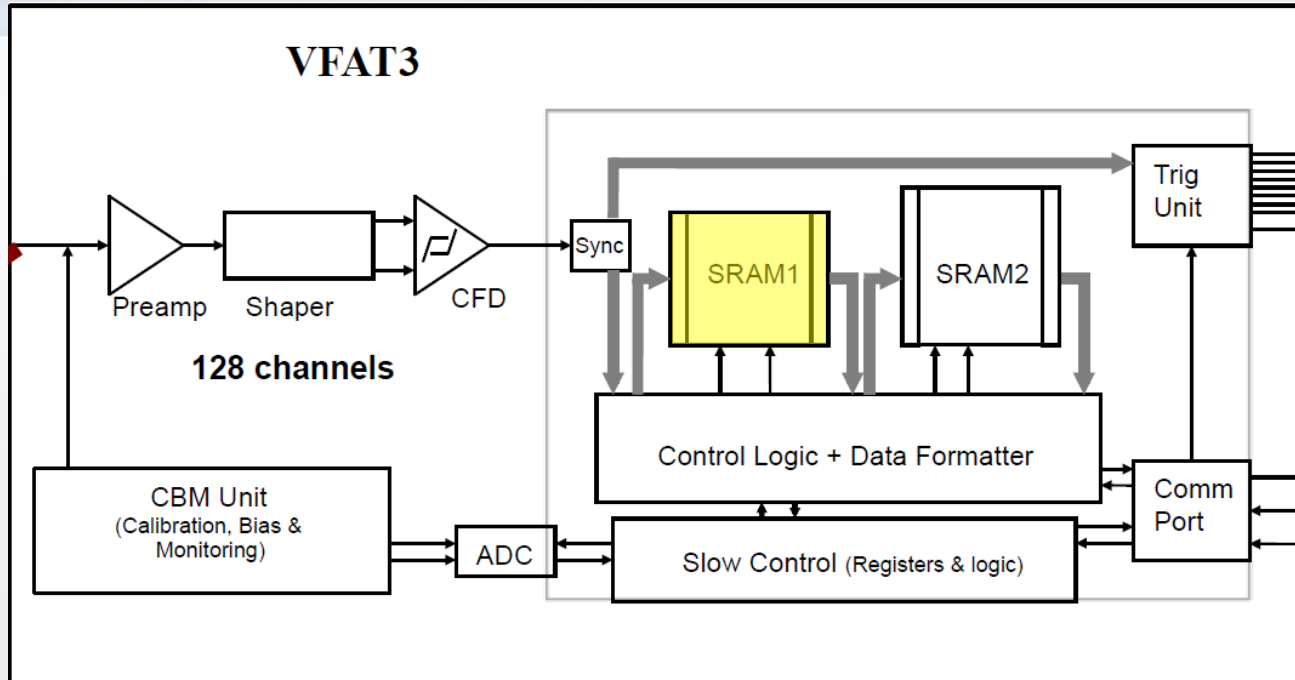 VFAT3
Trig
Unit
Sync
SRAM1
SRAM2
Preamp
Shaper
CFD
128 channels
Control Logic + Data Formatter
Comm
Port
CBM Unit
(Calibration, Bias &
Monitoring)
ADC
Slow Control (Registers & logic)